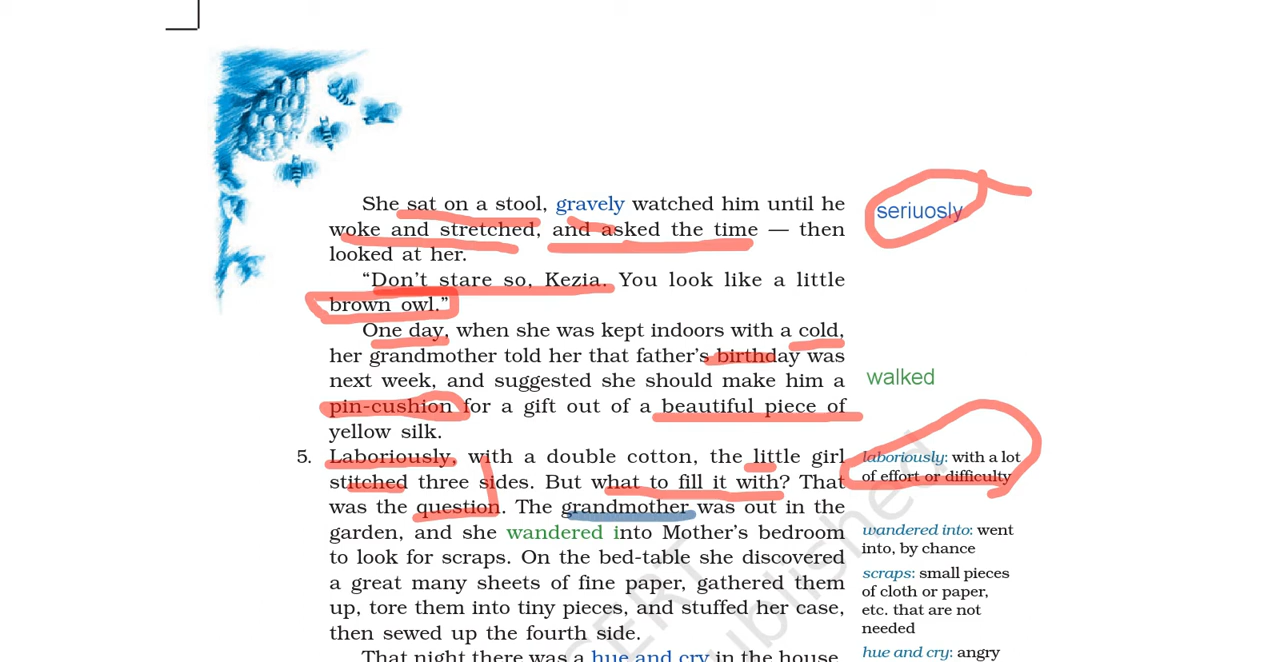 She sat on a stool, gravely watched him until he
woke and stretched, and asked the time — then
looked at her.
seriuosly
“Don’t stare so, Kezia. You look like a little
brown owl.”
One day, when she was kept indoors with a cold,
her grandmother told her that father’s birthday was
next week, and suggested she should make him a
pin-cushion for a gift out of a beautiful piece of
yellow silk.
walked
5. Laboriously, with a double cotton, the little girl
stitched three sides. But what to fill it with? That
was the question. The grandmother was out in the
garden, and she wandered into Mother’s bedroom
to look for scraps. On the bed-table she discovered
a great many sheets of fine paper, gathered them
up, tore them into tiny pieces, and stuffed her case,
then sewed up the fourth side.
That night there was a hue and cry in the house.
laboriously: with a lot
of effort or difficulty
wandered into: went
into, by chance
scraps: small pieces
of cloth or paper,
etc. that are not
needed
hue and cry: angry